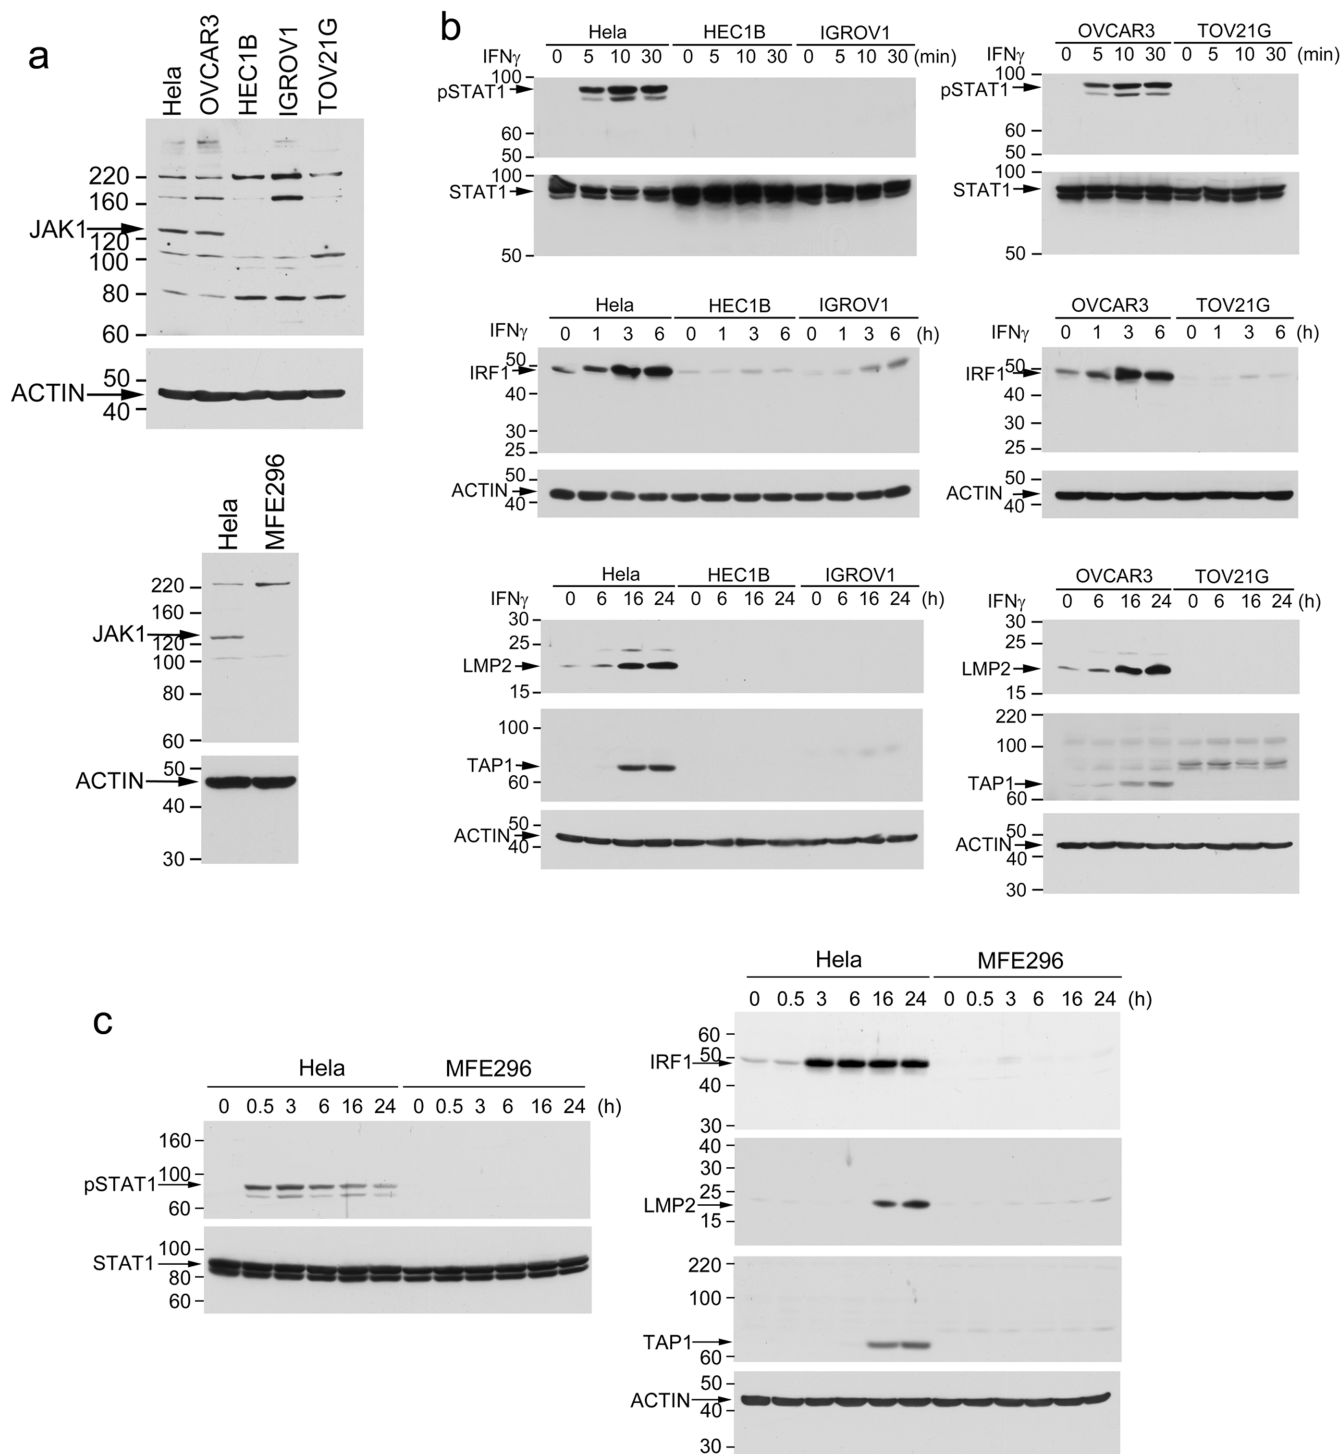 a
Hela
OVCAR3
HEC1B
IGROV1
TOV21G
220
160
JAK1
120
100
80
60
50
ACTIN
40
Hela
MFE296
220
160
JAK1
120
100
80
60
50
ACTIN
40
30
b
Hela HEC1B IGROV1
IFNγ 0 5 10 30 0 5 10 30 0 5 10 30 (min)
100
pSTAT1
60
50
100
STAT1
50
OVCAR3 TOV21G
IFNγ 0 5 10 30 0 5 10 30 (min)
100
pSTAT1
60
50
100
STAT1
50
Hela HEC1B IGROV1
IFNγ 0 1 3 6 0 1 3 6 0 1 3 6 (h)
50
IRF1
40
30
25
50
ACTIN
40
OVCAR3 TOV21G
IFNγ 0 1 3 6 0 1 3 6 (h)
50
IRF1
40
30
25
50
ACTIN
40
Hela HEC1B IGROV1
IFNγ 0 6 16 24 0 6 16 24 0 6 16 24 (h)
30
25
LMP2
15
100
TAP1
60
50
ACTIN
40
OVCAR3 TOV21G
IFNγ 0 6 16 24 0 6 16 24 (h)
30
25
LMP2
15
220
100
TAP1
60
50
ACTIN
40
30
c
Hela MFE296
0 0.5 3 6 16 24 0 0.5 3 6 16 24 (h)
160
100
pSTAT1
60
100
STAT1
80
60
Hela MFE296
0 0.5 3 6 16 24 0 0.5 3 6 16 24 (h)
60
50
IRF1
40
30
40
30
25
LMP2
15
220
100
TAP1
60
50
ACTIN
40
30